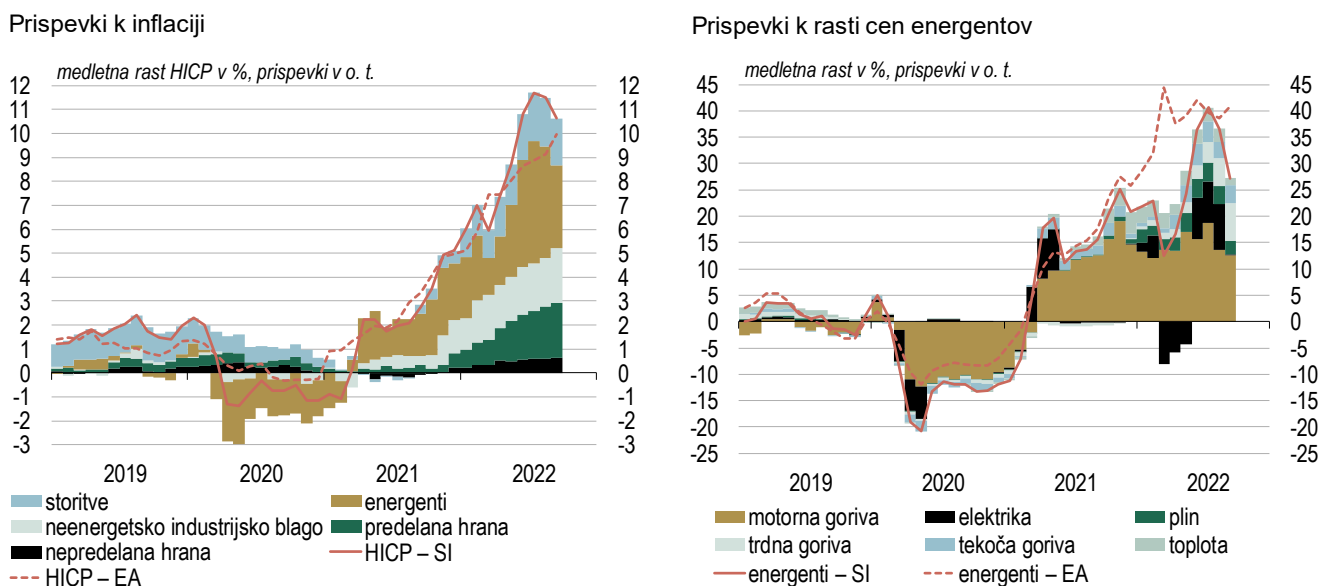 Prispevki k inflaciji
medletna rast HICP v %, prispevki v o. t.
12 12
11 11
10 10
9 9
8 8
7 7
6 6
5 5
4 4
3 3
2 2
1 1
0 0
-1 -1
-2 -2
-3 -3
2019 2020 2021 2022
storitve energenti
neenergetsko industrijsko blago predelana hrana
nepredelana hrana HICP – SI
HICP – EA
Prispevki k rasti cen energentov
medletna rast v %, prispevki v o. t.
45 45
40 40
35 35
30 30
25 25
20 20
15 15
10 10
5 5
0 0
-5 -5
-10 -10
-15 -15
-20 -20
-25 -25
2019 2020 2021 2022
motorna goriva elektrika plin
trdna goriva tekoča goriva toplota
energenti – SI energenti – EA